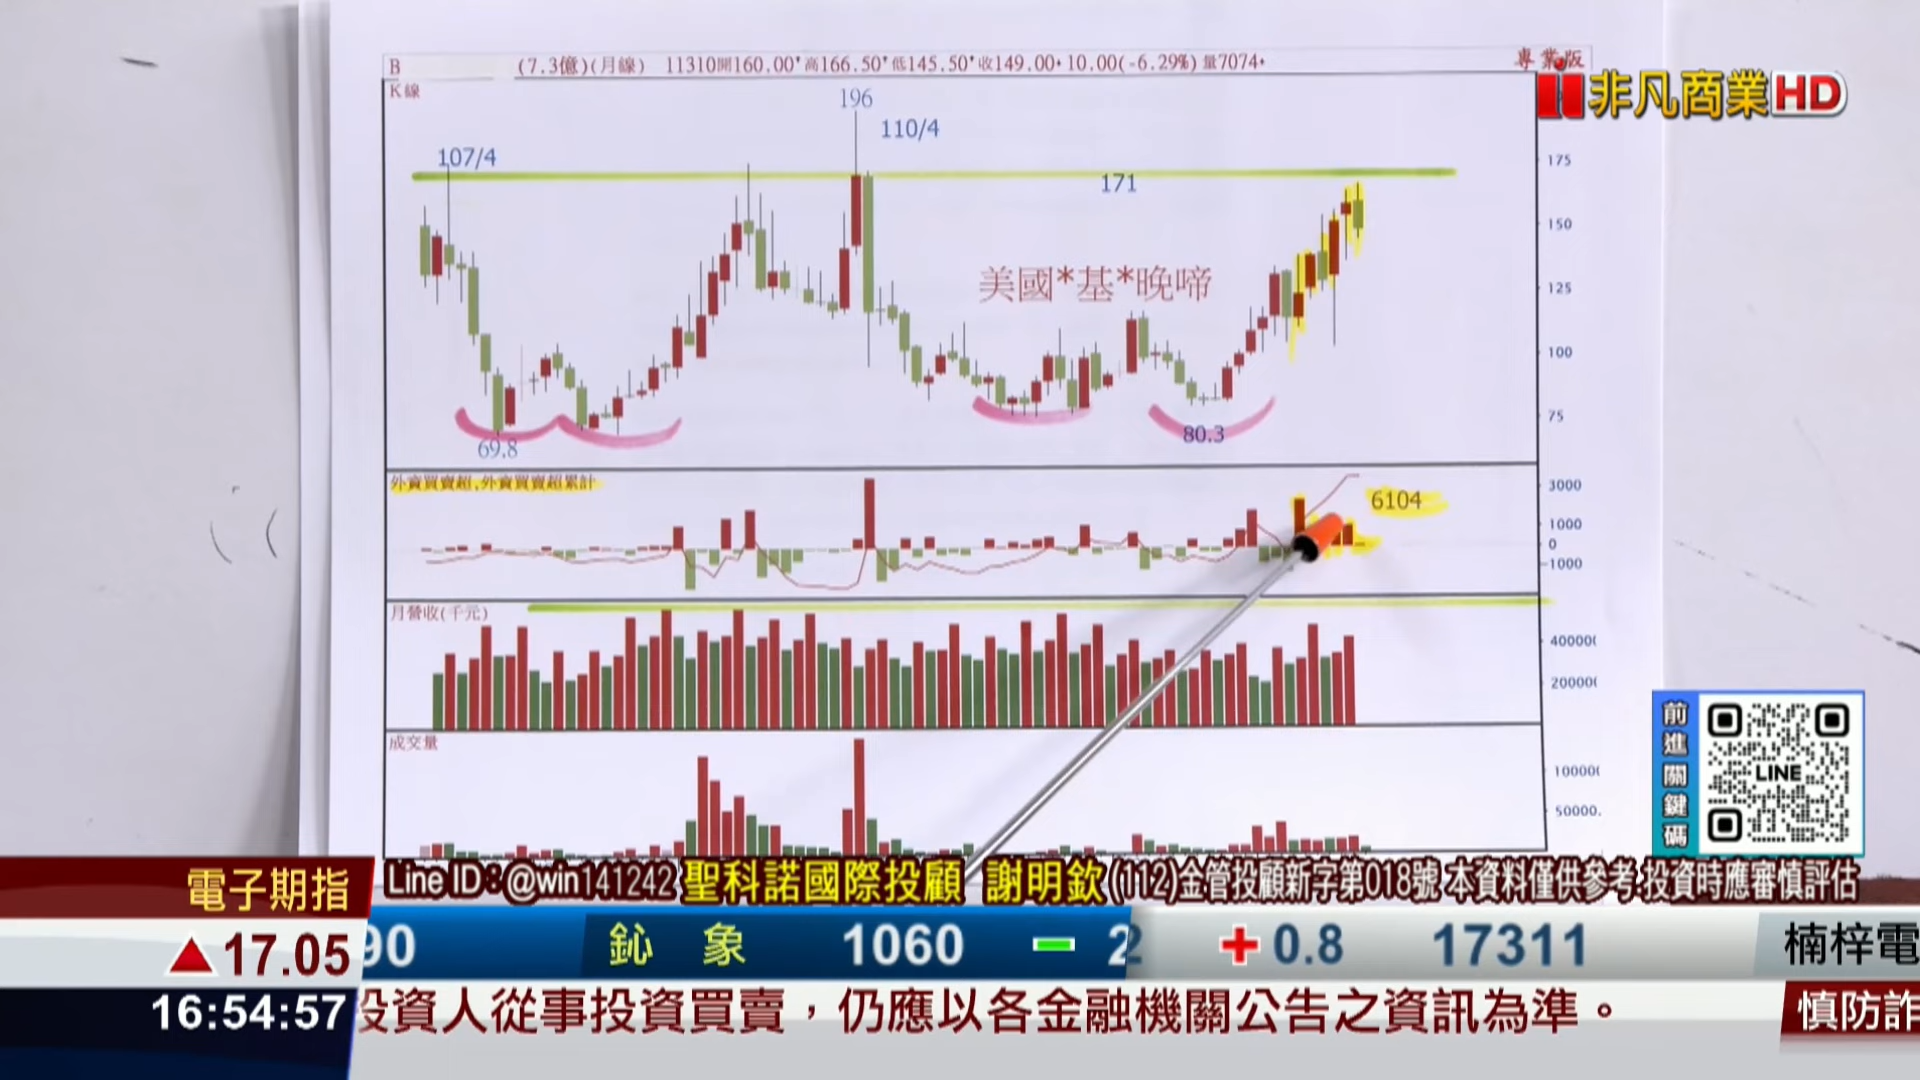 B (7.3億)(月線) 11310開160.00 高166.50 低145.50 收149.00 10.00(-6.29%) 量7074
專業版
非凡商業HD
K線
196
110/4
107/4
171
美國*基*晚啼
69.8
80.3
175
150
125
100
75
外資買賣超,外資買賣超累計
6104
3000
1000
0
-1000
月營收(千元)
400000
200000
成交量
100000
50000.
前進關鍵碼
LINE
Line ID:@win141242 聖科諾國際投顧 謝明欽 (112)金管投顧新字第018號 本資料僅供參考 投資時應審慎評估
電子期指
▲17.05
90 鈊象 1060 - 2 + 0.8 17311 楠梓電
16:54:57
投資人從事投資買賣,仍應以各金融機關公告之資訊為準。
慎防詐